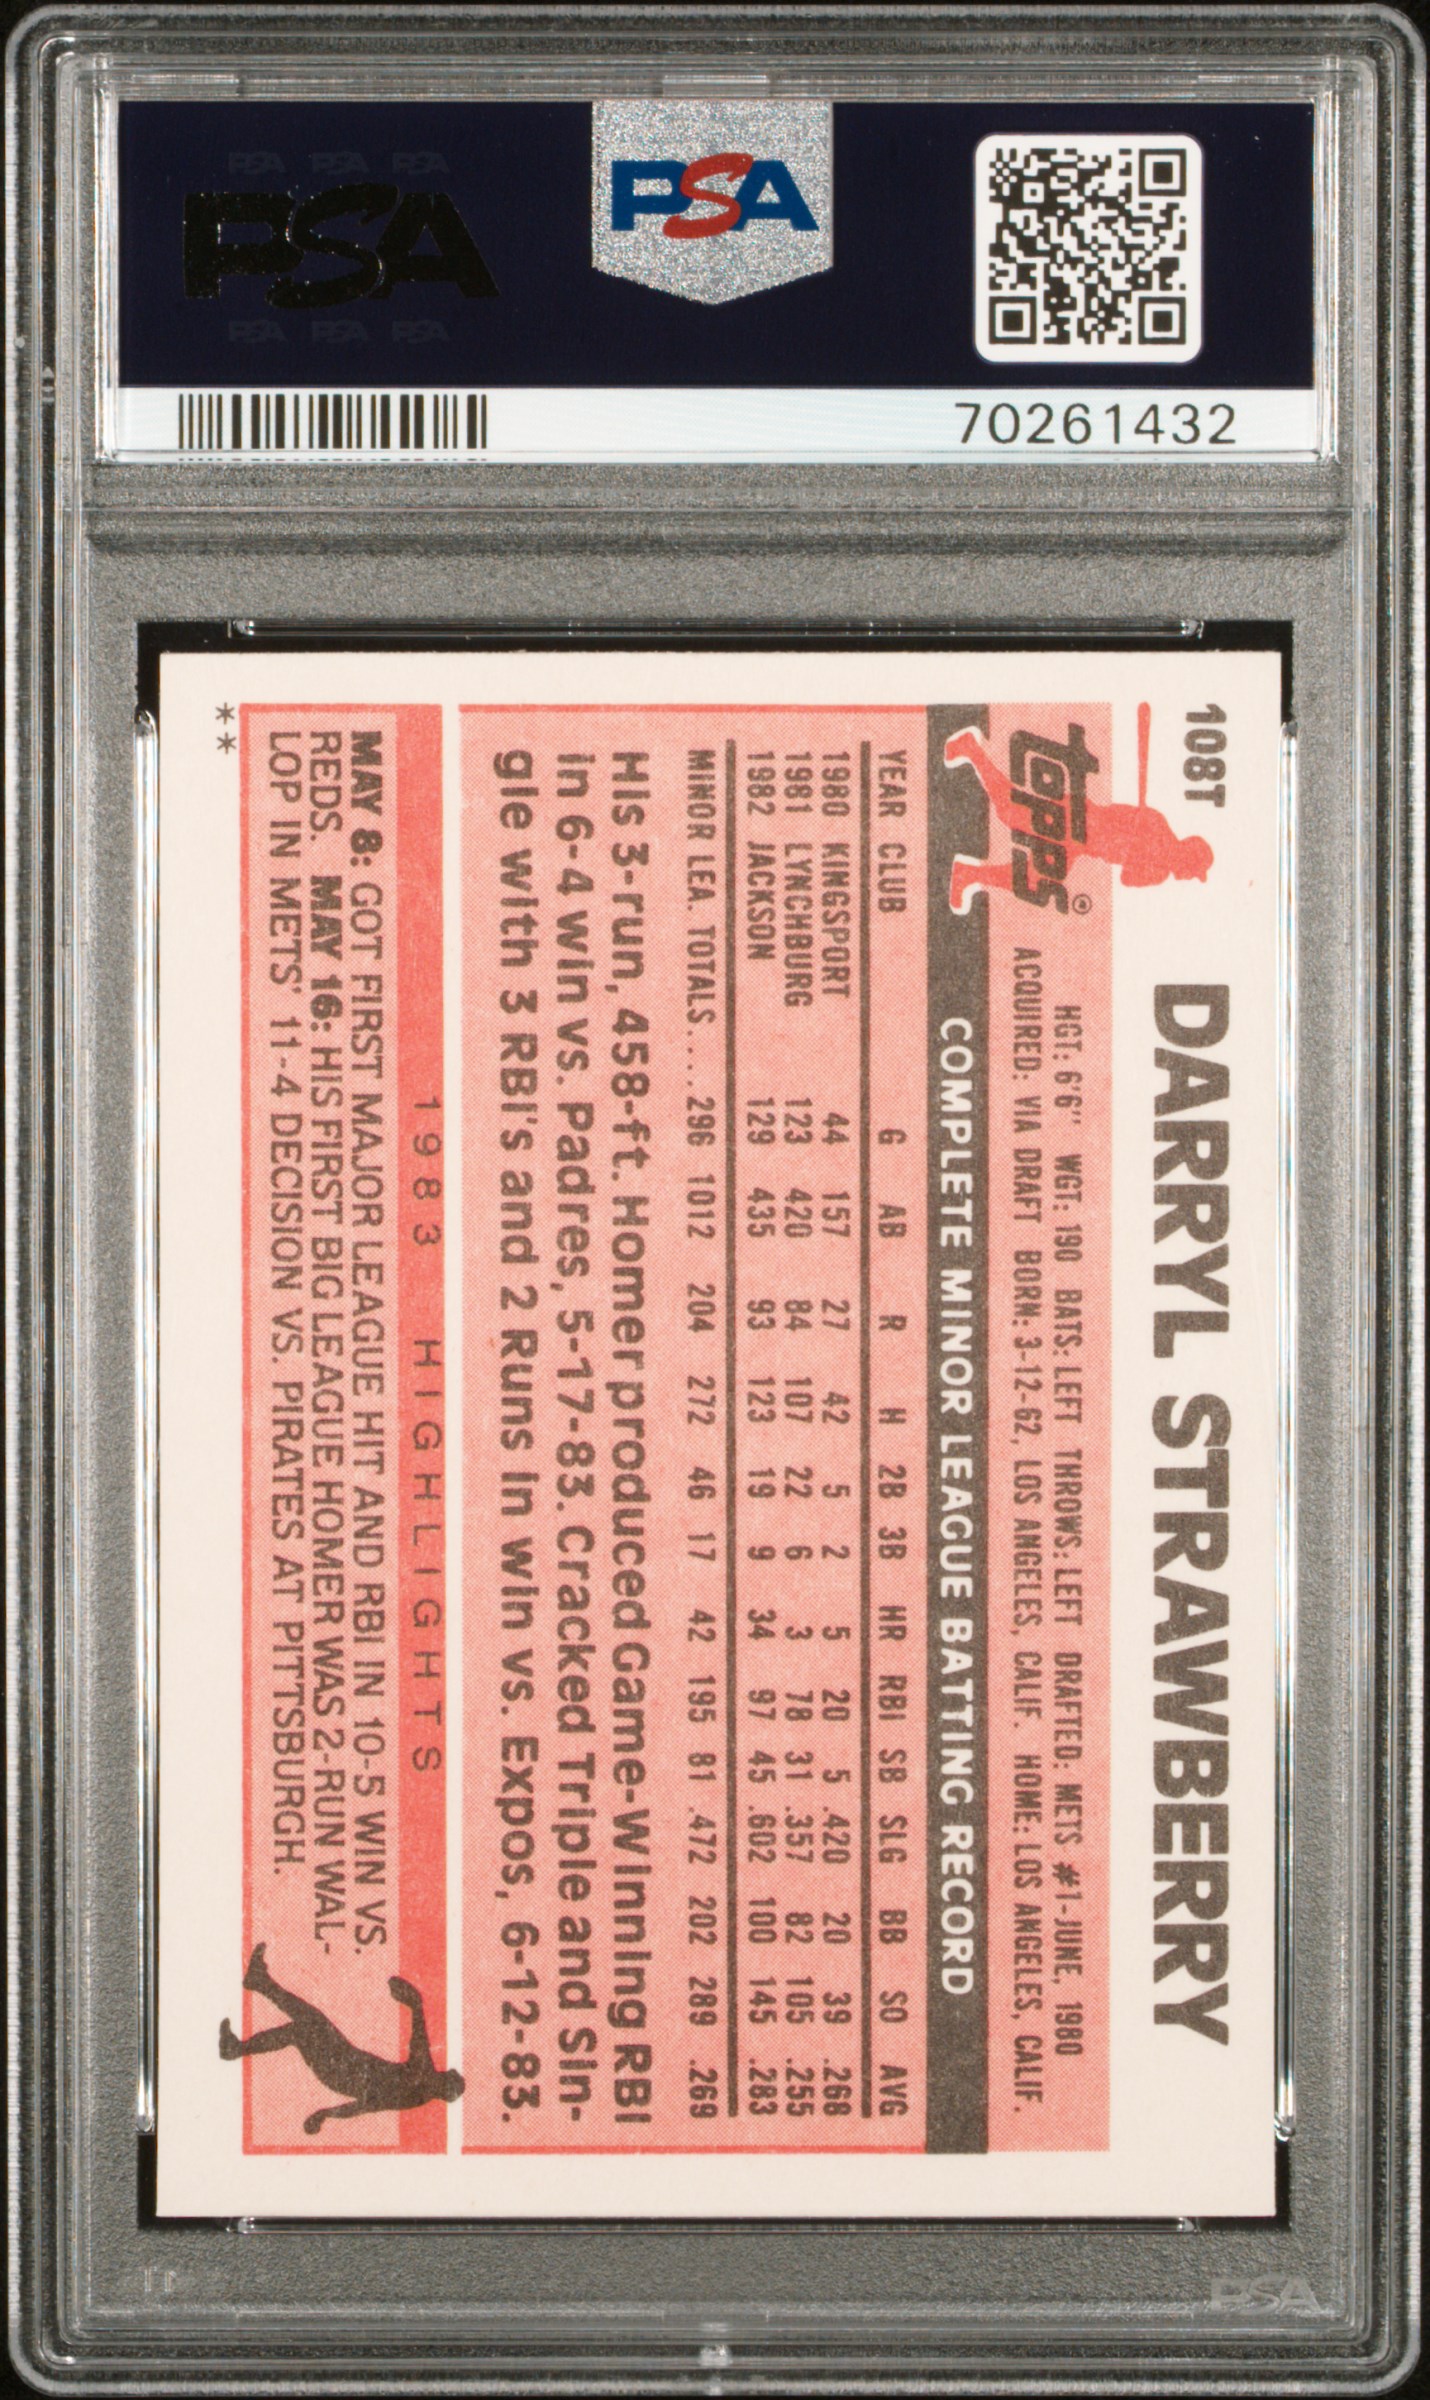 PSA PSA PSA
PSA
PSA PSA PSA
PSA
70261432
108T
DARRYL STRAWBERRY
topps®
HGT: 6'6" WGT: 190 BATS: LEFT THROWS: LEFT DRAFTED: METS #1-JUNE, 1980
ACQUIRED: VIA DRAFT BORN: 3-12-62, LOS ANGELES, CALIF. HOME: LOS ANGELES, CALIF.
COMPLETE MINOR LEAGUE BATTING RECORD
YEAR CLUB G AB R H 2B 3B HR RBI SB SLG BB SO AVG
1980 KINGSPORT 44 157 27 42 5 2 5 20 5 .420 20 39 .268
1981 LYNCHBURG 123 420 84 107 22 6 3 78 31 .357 82 105 .255
1982 JACKSON 129 435 93 123 19 9 34 97 45 .602 100 145 .283
MINOR LEA. TOTALS.... 296 1012 204 272 46 17 42 195 81 .472 202 289 .269
His 3-run, 458-ft. Homer produced Game-Winning RBI
in 6-4 win vs. Padres, 5-17-83. Cracked Triple and Sin-
gle with 3 RBI's and 2 Runs in win vs. Expos, 6-12-83.
1983 HIGHLIGHTS
MAY 8: GOT FIRST MAJOR LEAGUE HIT AND RBI IN 10-5 WIN VS.
REDS. MAY 16: HIS FIRST BIG LEAGUE HOMER WAS 2-RUN WAL-
LOP IN METS' 11-4 DECISION VS. PIRATES AT PITTSBURGH.
**
PSA